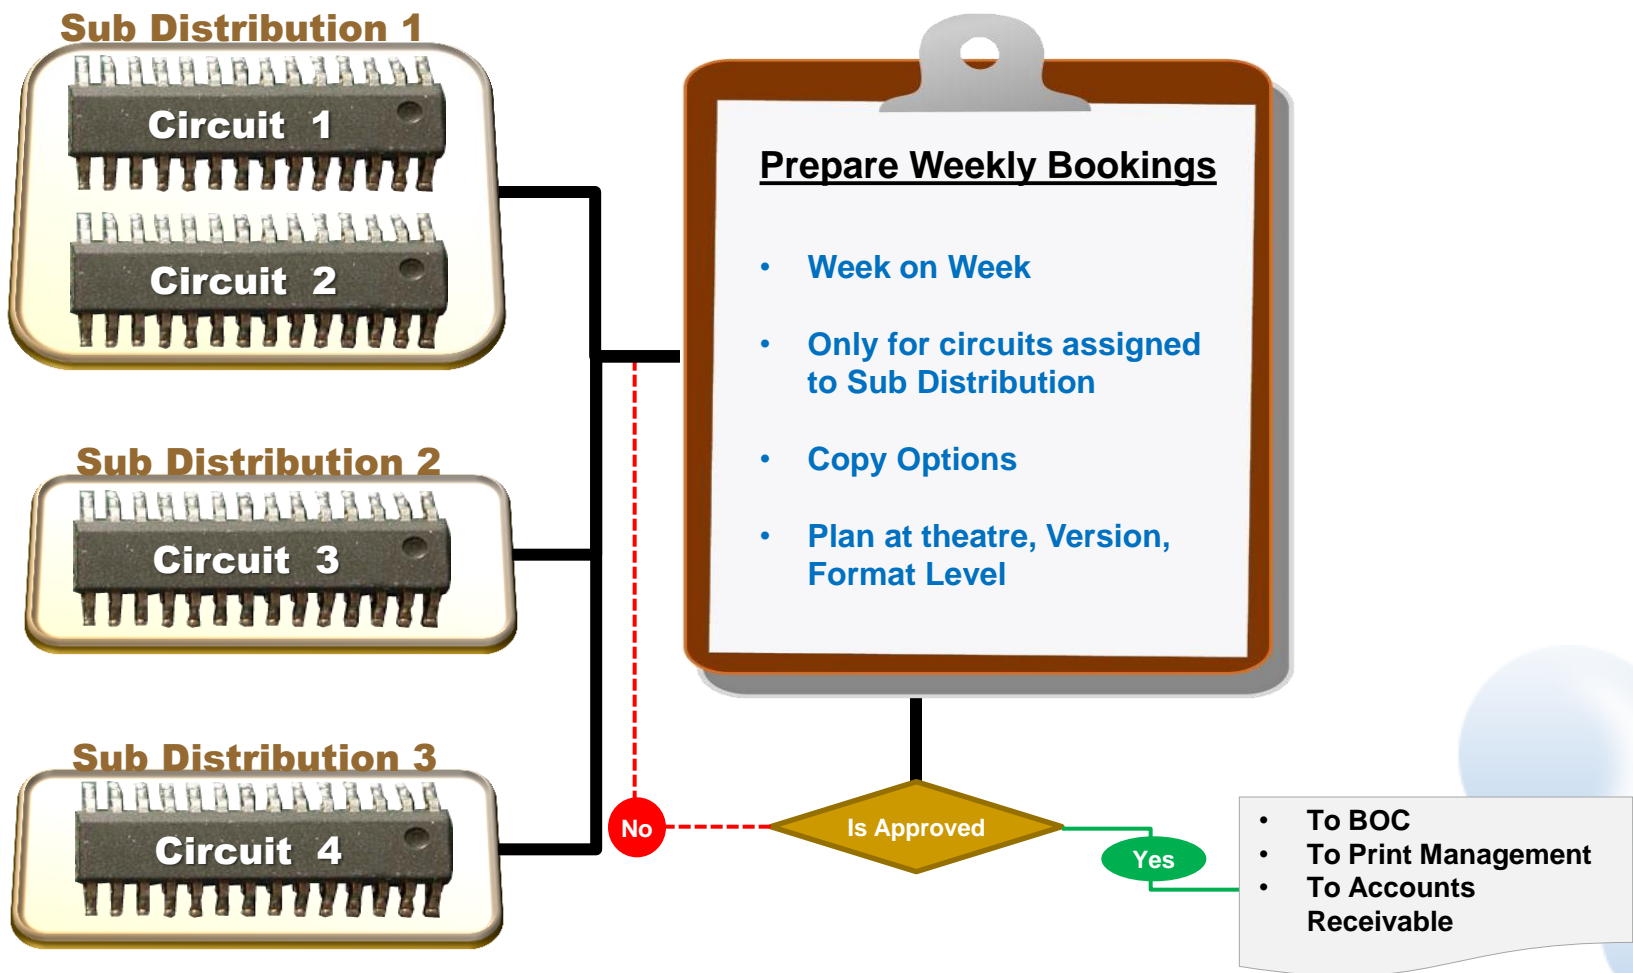 Sub Distribution 1
Circuit 1
Circuit 2
Sub Distribution 2
Circuit 3
Sub Distribution 3
Circuit 4
Prepare Weekly Bookings
• Week on Week
• Only for circuits assigned
to Sub Distribution
• Copy Options
• Plan at theatre, Version,
Format Level
No
Is Approved
Yes
• To BOC
• To Print Management
• To Accounts
Receivable